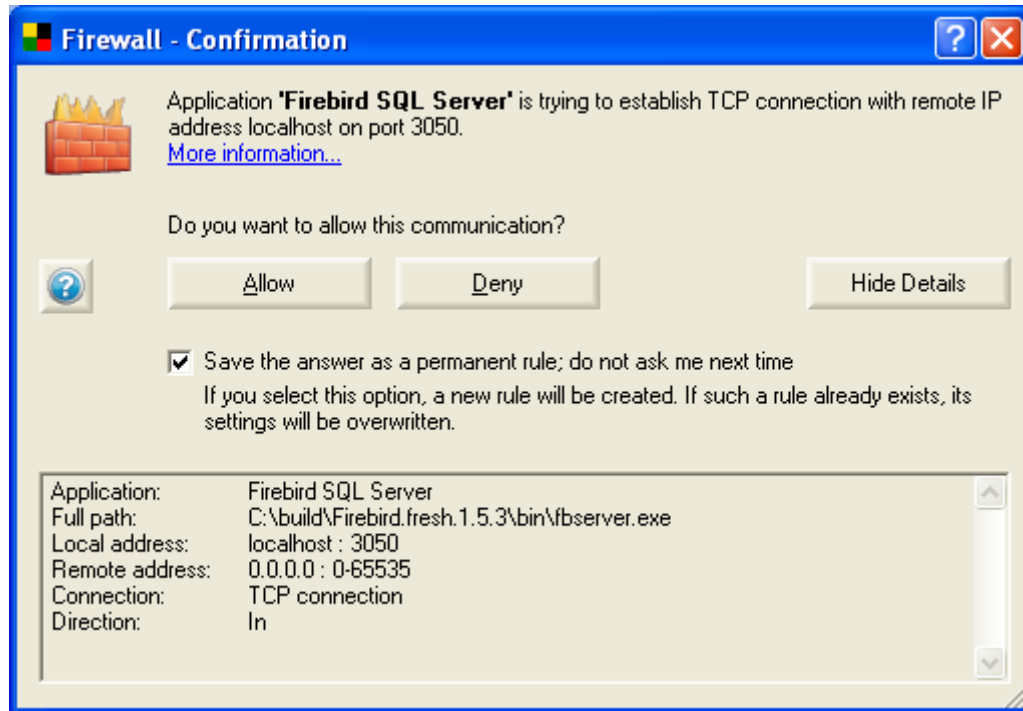 Firewall - Confirmation
Application 'Firebird SQL Server' is trying to establish TCP connection with remote IP
address localhost on port 3050.
More information...
Do you want to allow this communication?
Allow Deny Hide Details
Save the answer as a permanent rule; do not ask me next time
If you select this option, a new rule will be created. If such a rule already exists, its
settings will be overwritten.
Application: Firebird SQL Server
Full path: C:\build\Firebird.fresh.1.5.3\bin\fbserver.exe
Local address: localhost : 3050
Remote address: 0.0.0.0 : 0-65535
Connection: TCP connection
Direction: In